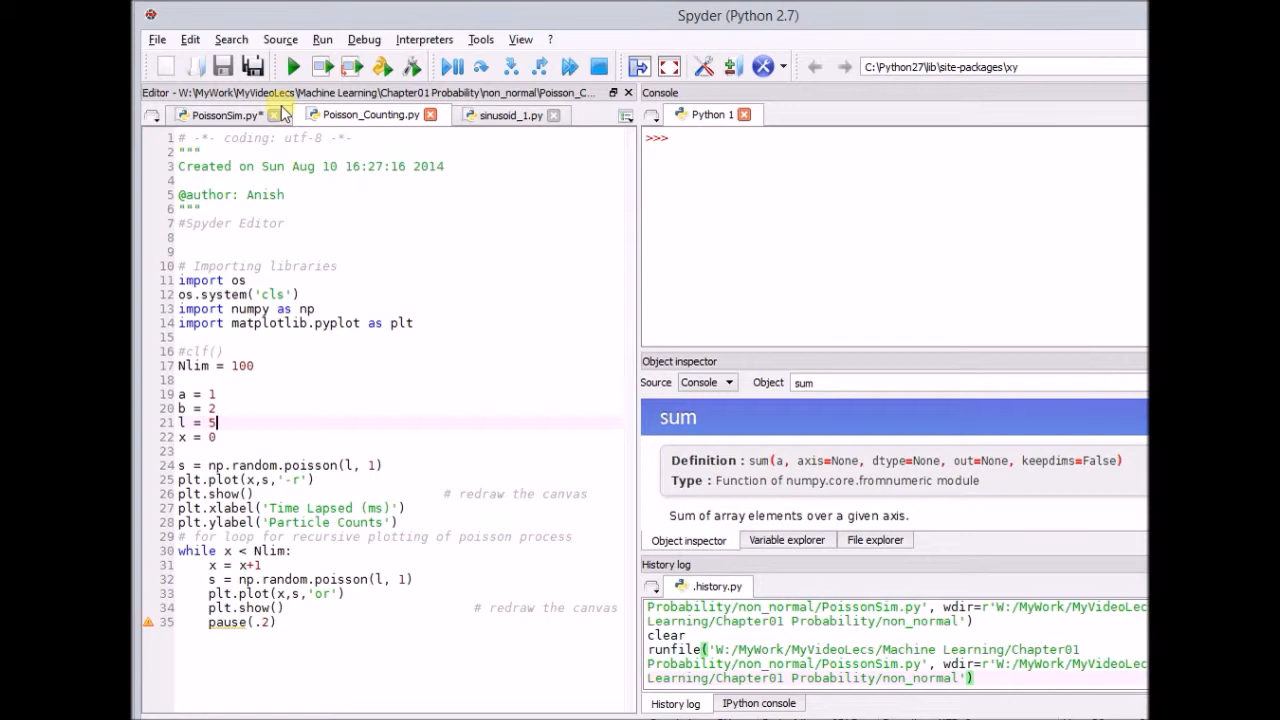 Spyder (Python 2.7)
File Edit Search Source Run Debug Interpreters Tools View ?
C:\Python27\lib\site-packages\xy
Editor - W:\MyWork\MyVideoLecs\Machine Learning\Chapter01 Probability\non_normal\Poisson_C...
PoissonSim.py* Poisson_Counting.py sinusoid_1.py
1 # -*- coding: utf-8 -*-
2 """
3 Created on Sun Aug 10 16:27:16 2014
4
5 @author: Anish
6 """
7 #Spyder Editor
8
9
10 # Importing libraries
11 import os
12 os.system('cls')
13 import numpy as np
14 import matplotlib.pyplot as plt
15
16 #clf()
17 Nlim = 100
18
19 a = 1
20 b = 2
21 l = 5
22 x = 0
23
24 s = np.random.poisson(l, 1)
25 plt.plot(x,s,'-r')
26 plt.show() # redraw the canvas
27 plt.xlabel('Time Lapsed (ms)')
28 plt.ylabel('Particle Counts')
29 # for loop for recursive plotting of poisson process
30 while x < Nlim:
31 x = x+1
32 s = np.random.poisson(l, 1)
33 plt.plot(x,s,'or')
34 plt.show() # redraw the canvas
35 pause(.2)
Console
Python 1
>>>
Object inspector
Source Console Object sum
sum
Definition : sum(a, axis=None, dtype=None, out=None, keepdims=False)
Type : Function of numpy.core.fromnumeric module
Sum of array elements over a given axis.
Object inspector Variable explorer File explorer
History log
.history.py
Probability/non_normal/PoissonSim.py', wdir=r'W:/MyWork/MyVideoLec
Learning/Chapter01 Probability/non_normal')
clear
runfile('W:/MyWork/MyVideoLecs/Machine Learning/Chapter01
Probability/non_normal/PoissonSim.py', wdir=r'W:/MyWork/MyVideoLec
Learning/Chapter01 Probability/non_normal')
History log IPython console